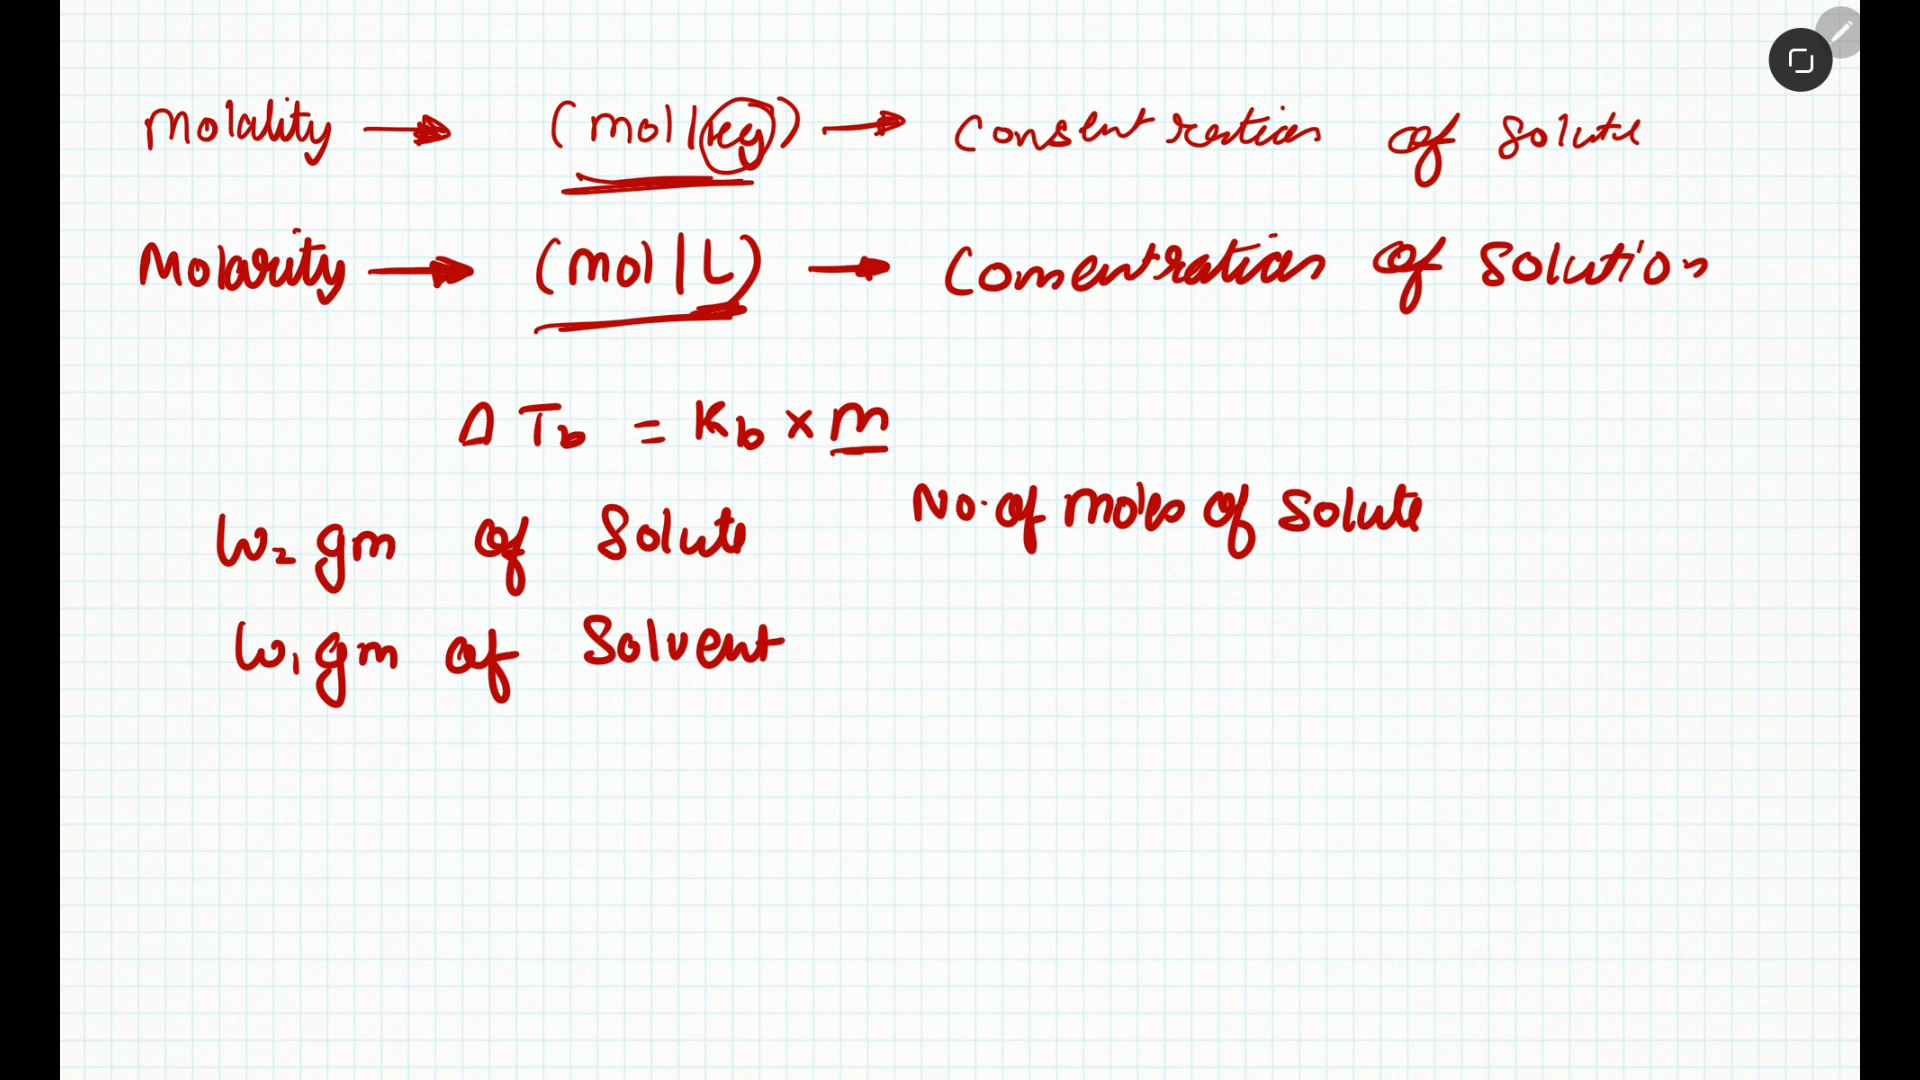 Molality → (mol/kg) → Consentration of Solute
Molarity → (mol/L) → Consentration of Solution
ΔTb = Kb × m
No. of moles of Solute
W₂ gm of Solute
W₁ gm of Solvent